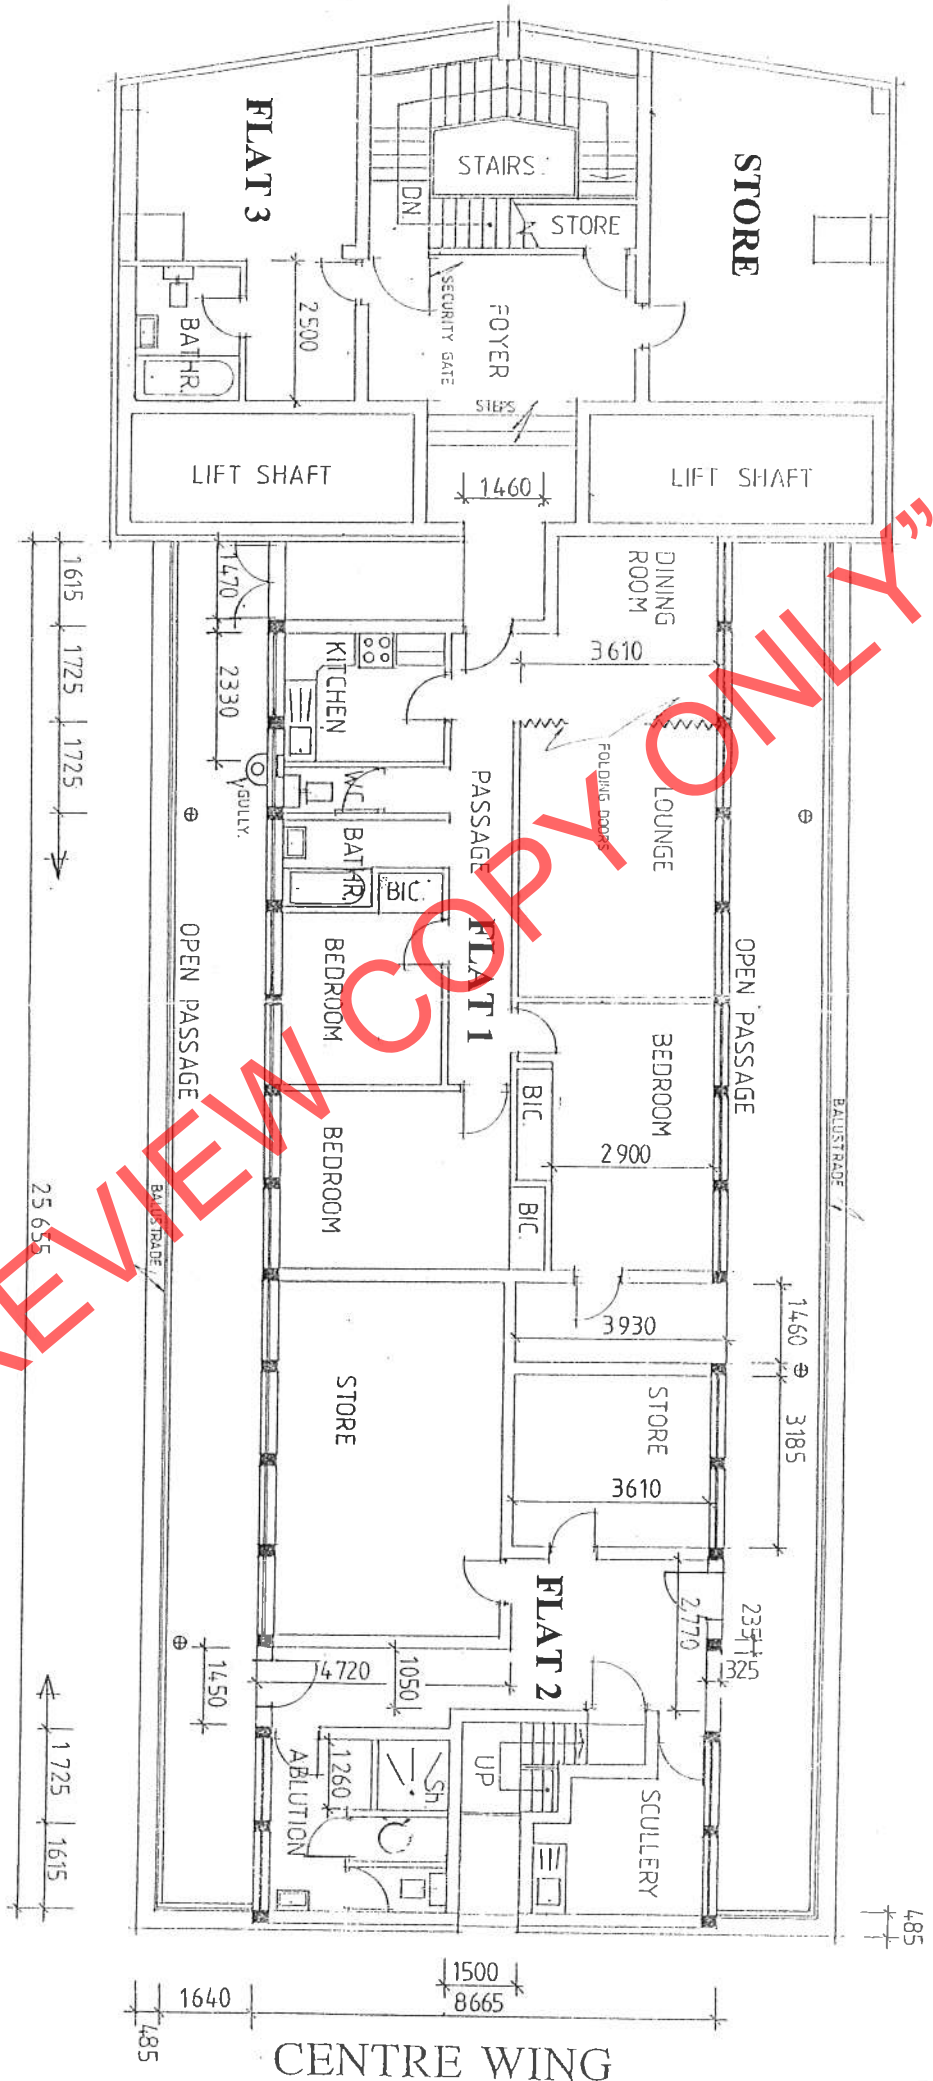 FLAT 3
STAIRS
DN.
STORE
STORE
BATHR.
2 500
SECURITY GATE
FOYER
STEPS
LIFT SHAFT
1460
LIFT SHAFT
1615
1725
1725
1470
2330
KITCHEN
DINING
ROOM
3610
FOLDING DOORS
LOUNGE
W.C.
GULLY.
PASSAGE
BATHR.
BIC.
FLAT 1
BEDROOM
OPEN PASSAGE
OPEN PASSAGE
BEDROOM
BIC.
2900
BIC.
BEDROOM
BALUSTRADE
BALUSTRADE
25 655
3930
1460
3185
STORE
STORE
3610
FLAT 2
2770
235
325
4720
1050
1450
1725
1615
1260
Sh
ABLUTION
UP
SCULLERY
485
1500
8665
1640
485
CENTRE WING
REVIEW COPY ONLY”